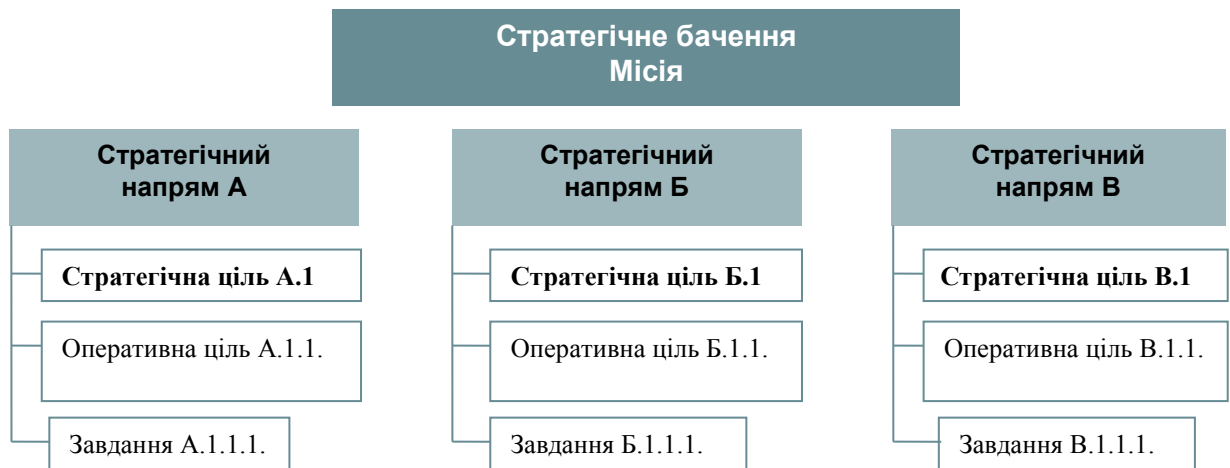 Стратегічне бачення
Місія
Стратегічний
напрям А
Стратегічна ціль А.1
Оперативна ціль А.1.1.
Завдання А.1.1.1.
Стратегічний
напрям Б
Стратегічна ціль Б.1
Оперативна ціль Б.1.1.
Завдання Б.1.1.1.
Стратегічний
напрям В
Стратегічна ціль В.1
Оперативна ціль В.1.1.
Завдання В.1.1.1.